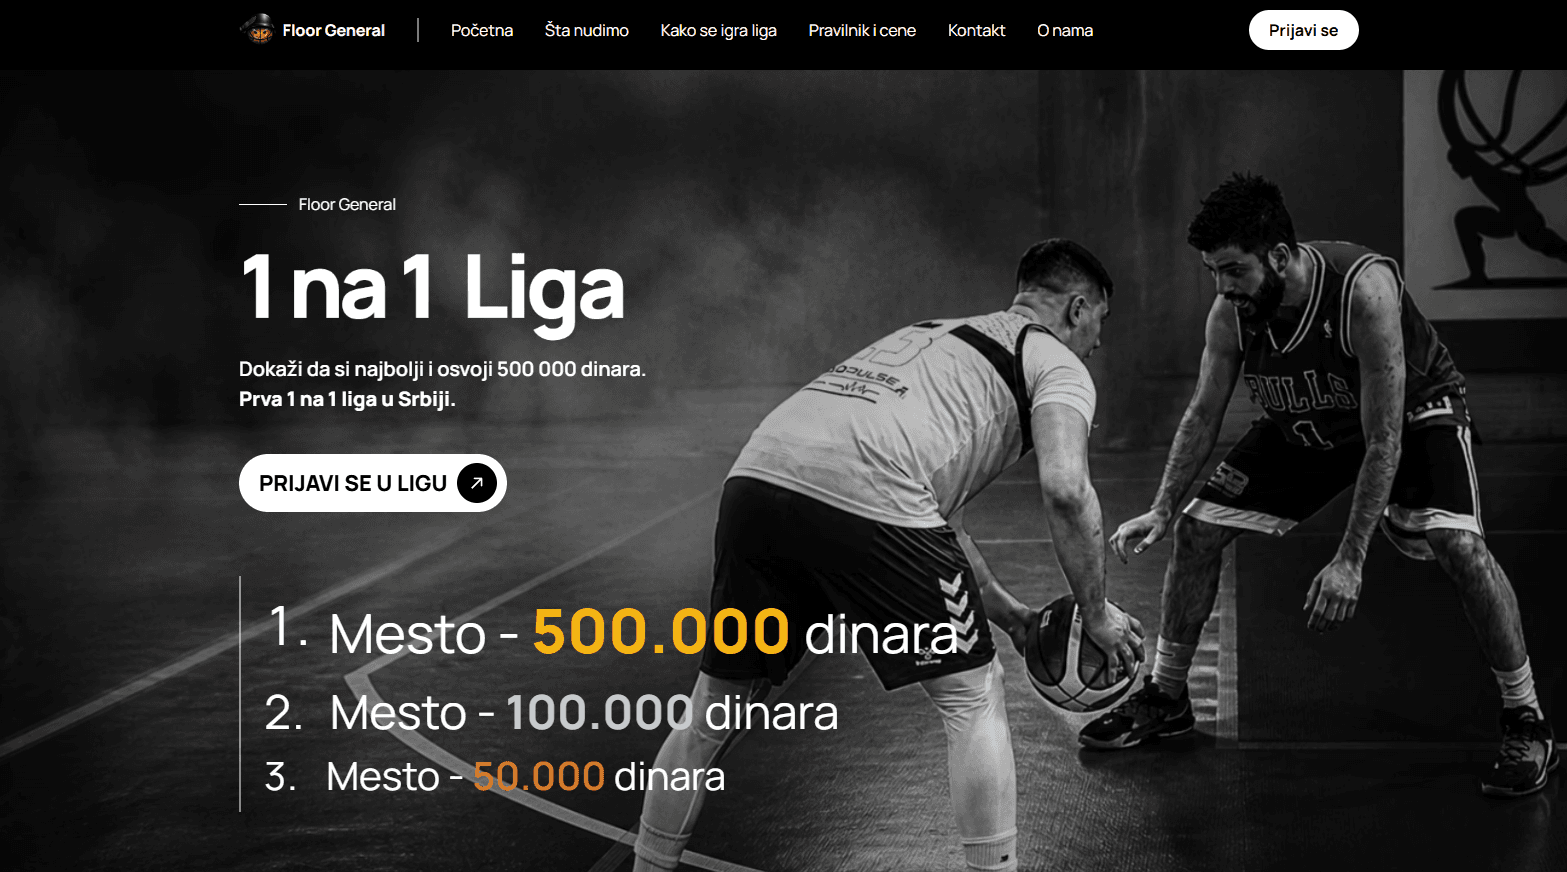 Floor General
Početna
Šta nudimo
Kako se igra liga
Pravilnik i cene
Kontakt
O nama
Prijavi se
Floor General
1 na 1 Liga
Dokaži da si najbolji i osvoji 500 000 dinara.
Prva 1 na 1 liga u Srbiji.
PRIJAVI SE U LIGU
1. Mesto - 500.000 dinara
2. Mesto - 100.000 dinara
3. Mesto - 50.000 dinara
BULLS
1